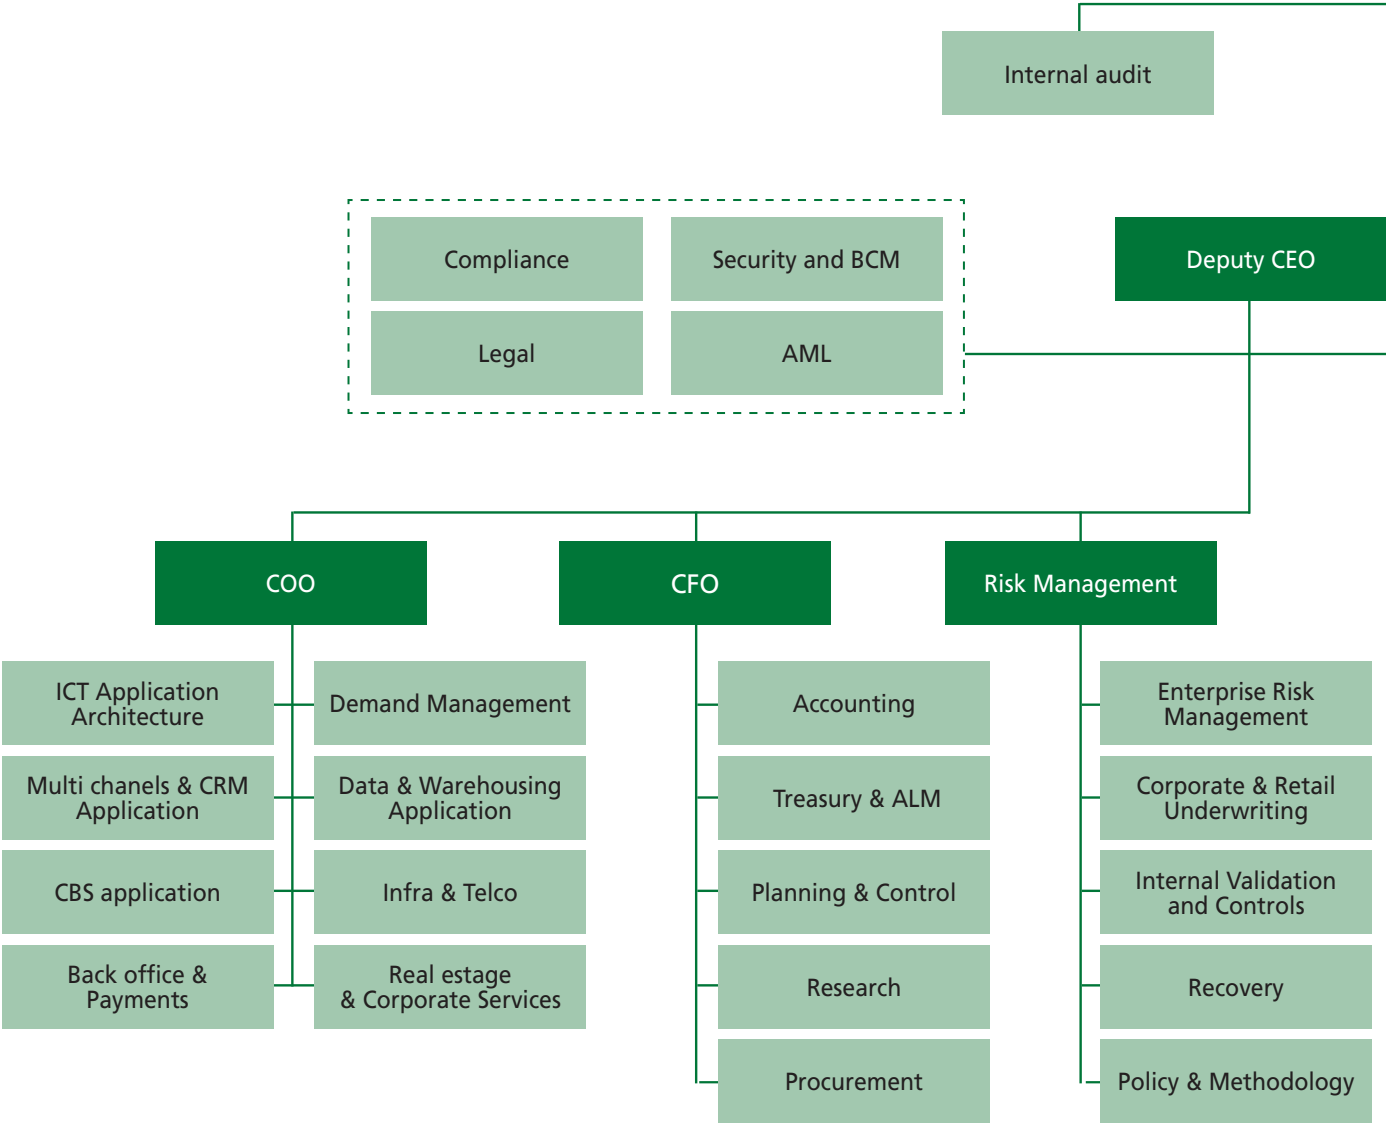 Internal audit
Compliance
Security and BCM
Deputy CEO
Legal
AML
COO
CFO
Risk Management
ICT Application
Architecture
Demand Management
Accounting
Enterprise Risk
Management
Multi chanels & CRM
Application
Data & Warehousing
Application
Treasury & ALM
Corporate & Retail
Underwriting
CBS application
Infra & Telco
Planning & Control
Internal Validation
and Controls
Back office &
Payments
Real estage
& Corporate Services
Research
Recovery
Procurement
Policy & Methodology